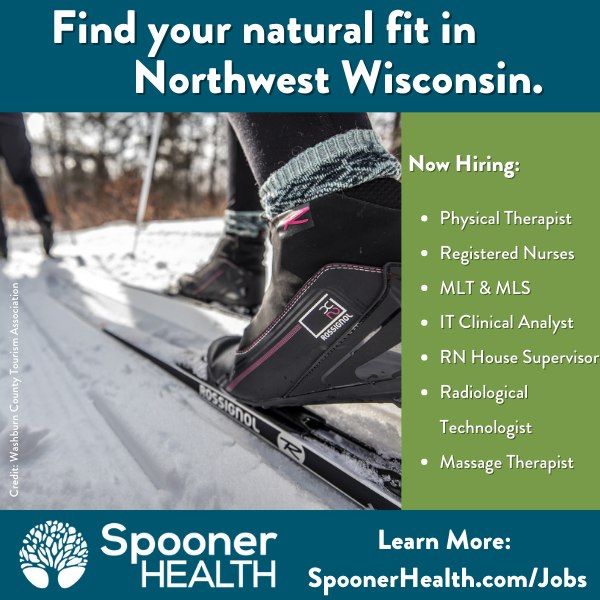 Find your natural fit in
Northwest Wisconsin.
Now Hiring:
• Physical Therapist
• Registered Nurses
• MLT & MLS
• IT Clinical Analyst
• RN House Supervisor
• Radiological
Technologist
• Massage Therapist
Credit: Washburn County Tourism Association
ROSSIGNOL
ROSSIGNOL
R
Spooner
HEALTH
Learn More:
SpoonerHealth.com/Jobs